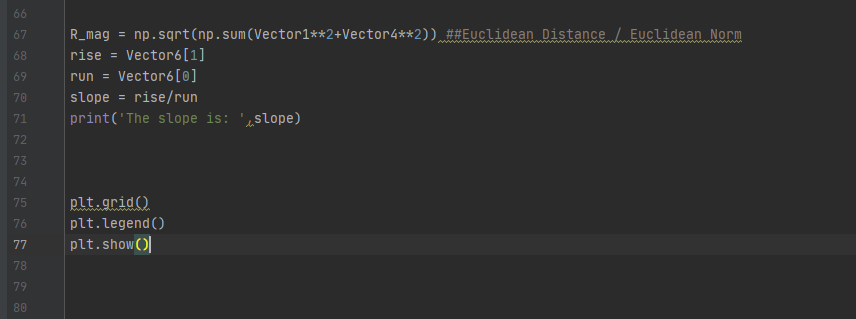 66
67 R_mag = np.sqrt(np.sum(Vector1**2+Vector4**2)) ##Euclidean Distance / Euclidean Norm
68 rise = Vector6[1]
69 run = Vector6[0]
70 slope = rise/run
71 print('The slope is: ',slope)
72
73
74
75 plt.grid()
76 plt.legend()
77 plt.show()
78
79
80